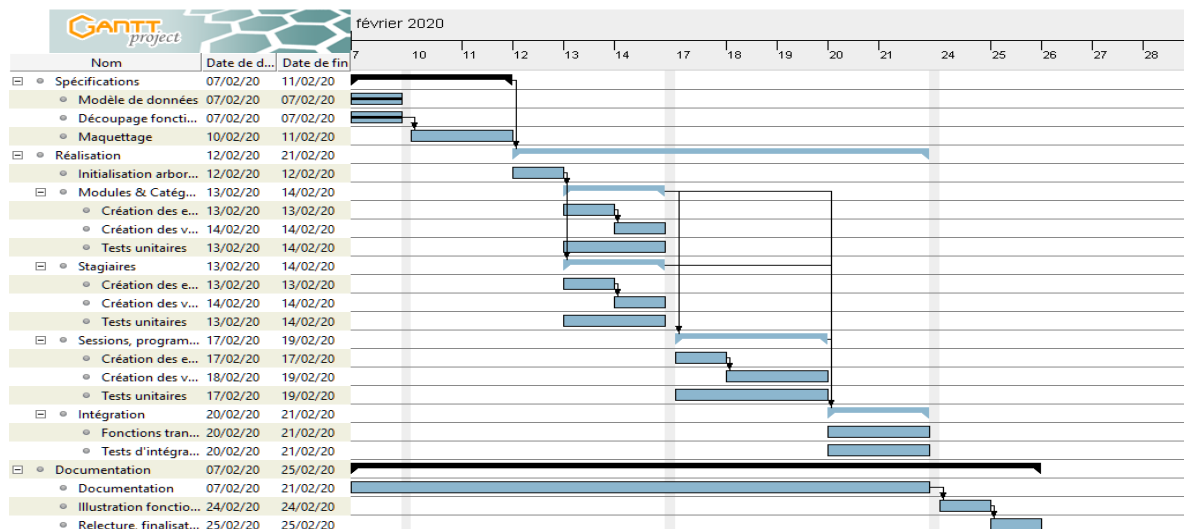 GANTT
project
février 2020
7 10 11 12 13 14 17 18 19 20 21 24 25 26 27 28
Nom Date de d... Date de fin
Spécifications 07/02/20 11/02/20
Modèle de données 07/02/20 07/02/20
Découpage foncti... 07/02/20 07/02/20
Maquettage 10/02/20 11/02/20
Réalisation 12/02/20 21/02/20
Initialisation arbor... 12/02/20 12/02/20
Modules & Catég... 13/02/20 14/02/20
Création des e... 13/02/20 13/02/20
Création des v... 14/02/20 14/02/20
Tests unitaires 13/02/20 14/02/20
Stagiaires 13/02/20 14/02/20
Création des e... 13/02/20 13/02/20
Création des v... 14/02/20 14/02/20
Tests unitaires 13/02/20 14/02/20
Sessions, program... 17/02/20 19/02/20
Création des e... 17/02/20 17/02/20
Création des v... 18/02/20 19/02/20
Tests unitaires 17/02/20 19/02/20
Intégration 20/02/20 21/02/20
Fonctions tran... 20/02/20 21/02/20
Tests d'intégra... 20/02/20 21/02/20
Documentation 07/02/20 25/02/20
Documentation 07/02/20 21/02/20
Illustration fonctio... 24/02/20 24/02/20
Relecture, finalisat... 25/02/20 25/02/20